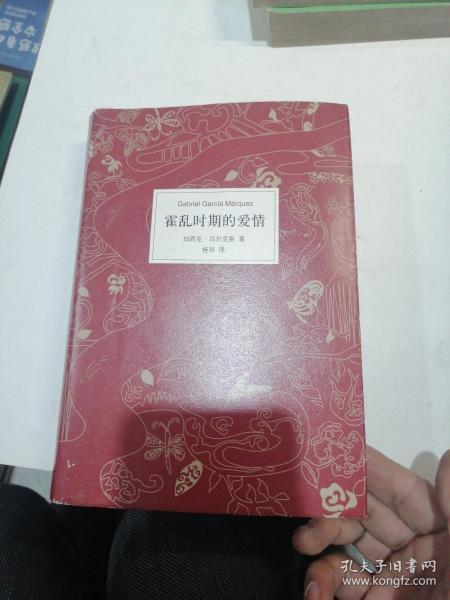 Gabriel García Márquez
霍乱时期的爱情
加西亚·马尔克斯 著
杨玲 译
孔夫子旧书网
www.kongfz.com